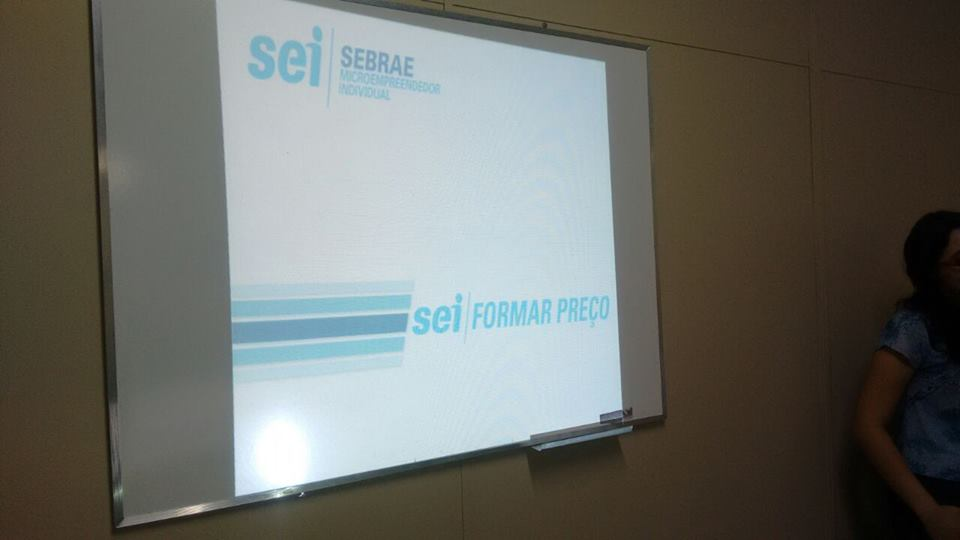 sei SEBRAE
MICROEMPREENDEDOR
INDIVIDUAL
sei FORMAR PREÇO